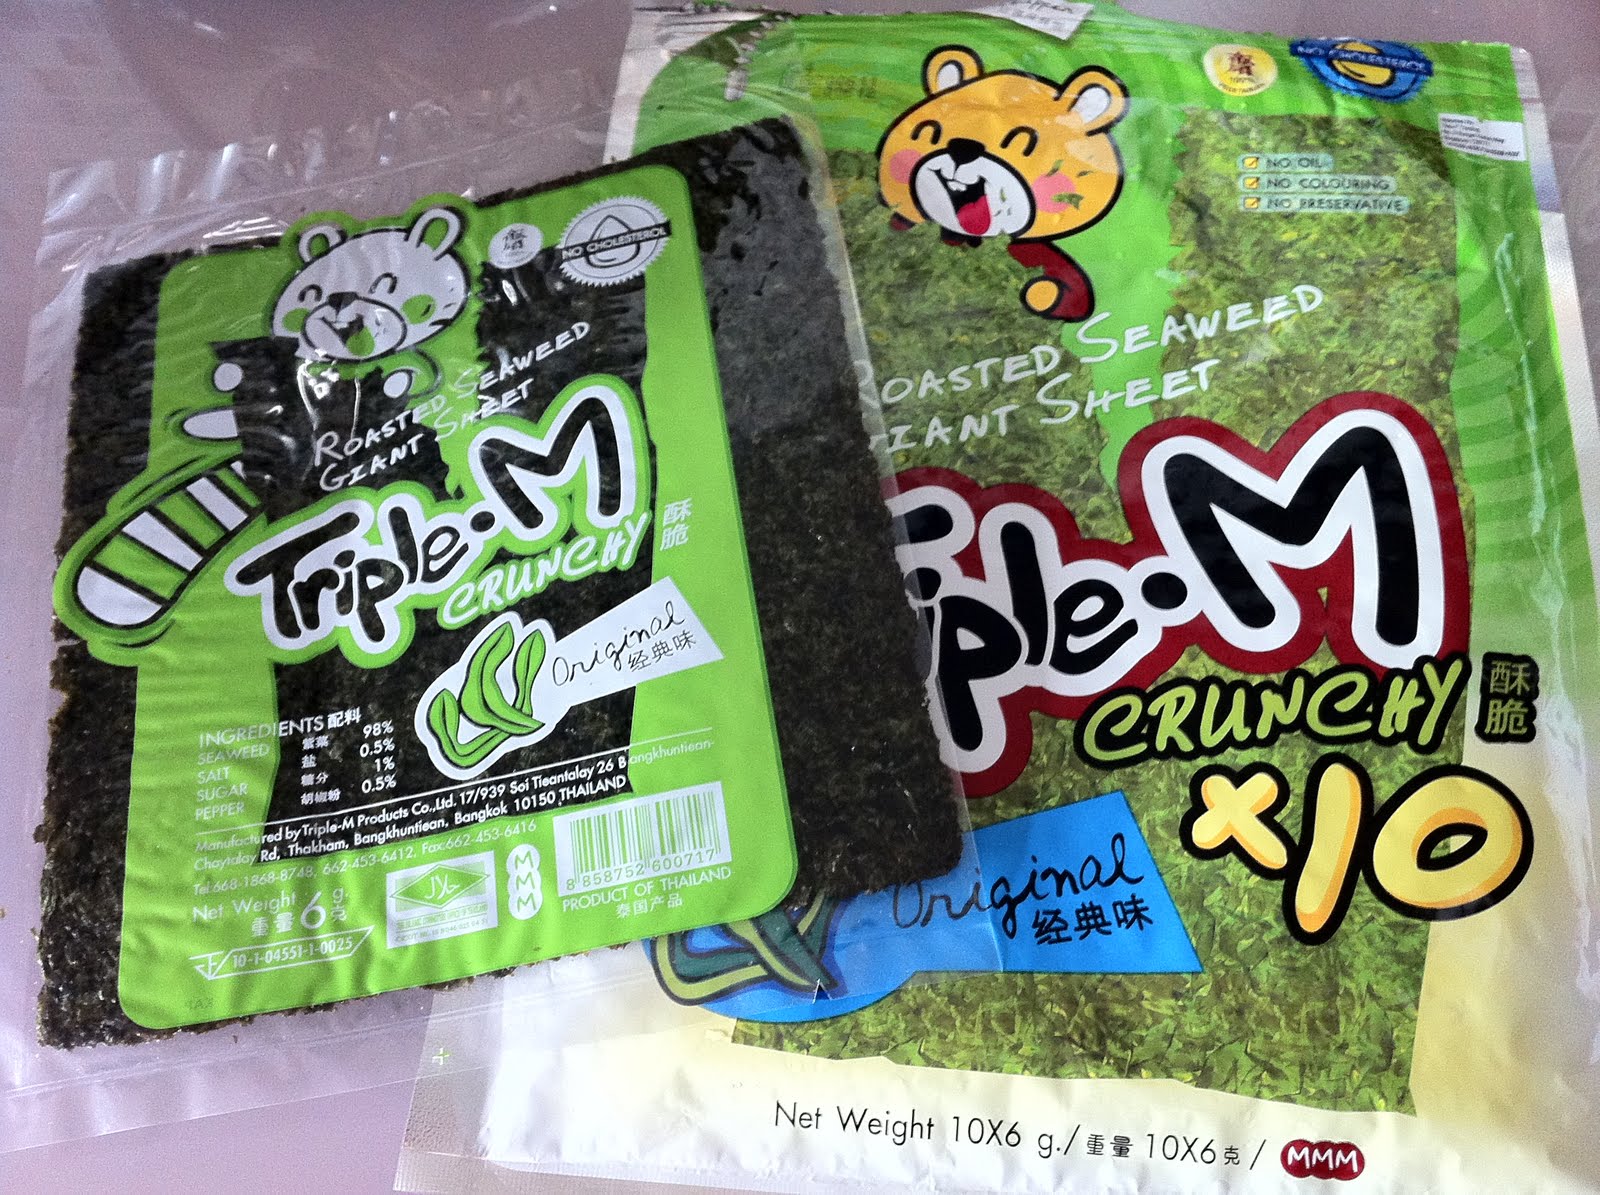 NO CHOLESTEROL
ROASTED SEAWEED
GIANT SHEET
Triple·M
CRUNCHY
酥脆
Original
经典味
INGREDIENTS 配料
SEAWEED 紫菜 98%
SALT 盐 0.5%
SUGAR 糖分 1%
PEPPER 胡椒粉 0.5%
Manufactured by Triple-M Products Co.,Ltd. 17/939 Soi Tieantalay 26 Bangkhuntiean-
Chaytalay Rd, Thakham, Bangkhuntiean, Bangkok 10150 THAILAND
Tel:668-1868-8748, 662-453-6412, Fax:662-453-6416
Net Weight 6 g.
重量 克
10-1-04551-1-0025
MMM
8 858752 600717
PRODUCT OF THAILAND
泰国产品
NO CHOLESTEROL
100%
NO OIL
NO COLOURING
NO PRESERVATIVE
ROASTED SEAWEED
GIANT SHEET
Triple·M
CRUNCHY
酥脆
x10
Original
经典味
Net Weight 10X6 g./重量 10X6克/ MMM